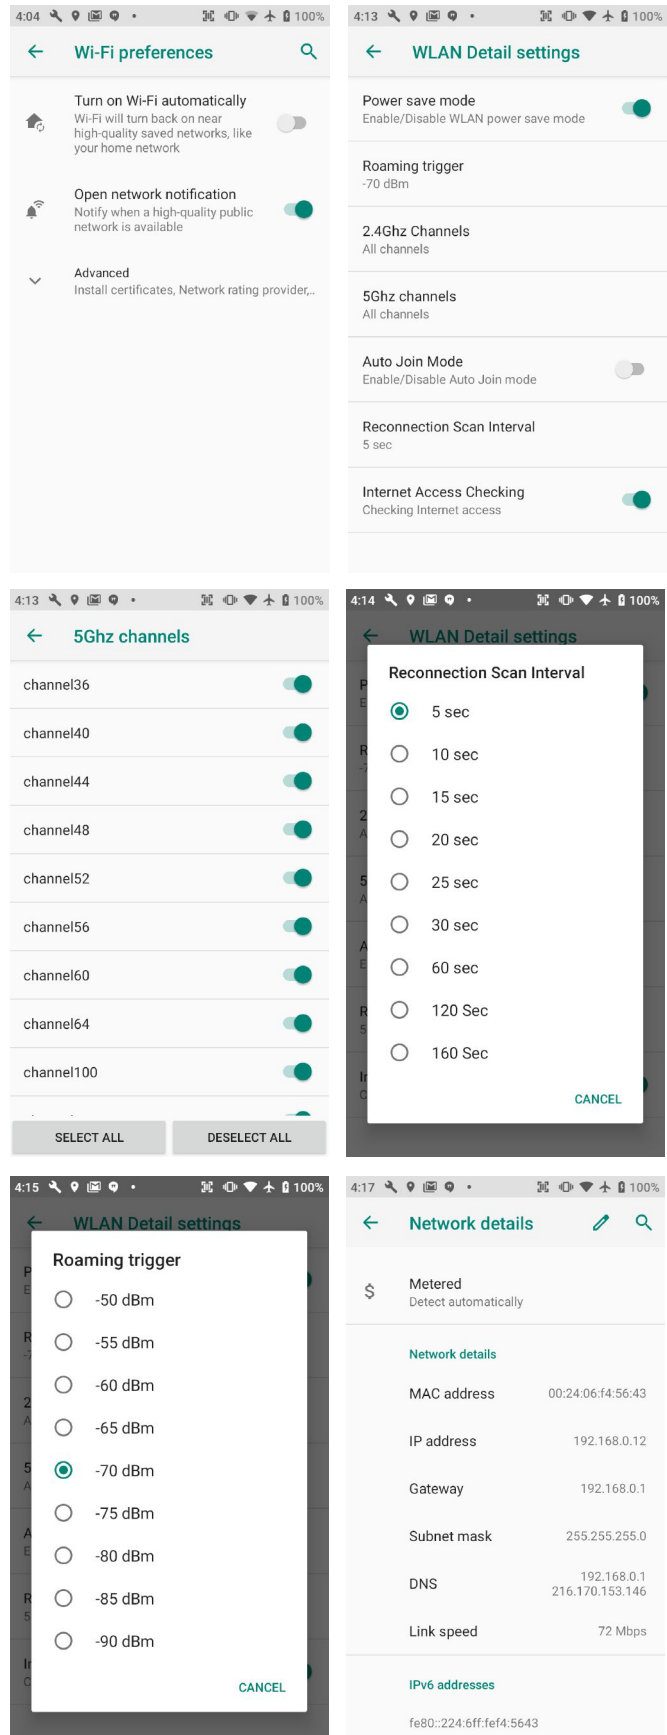 4:04
100%
Wi-Fi preferences
Turn on Wi-Fi automatically
Wi-Fi will turn back on near
high-quality saved networks, like
your home network
Open network notification
Notify when a high-quality public
network is available
Advanced
Install certificates, Network rating provider,..
4:13
100%
WLAN Detail settings
Power save mode
Enable/Disable WLAN power save mode
Roaming trigger
-70 dBm
2.4Ghz Channels
All channels
5Ghz channels
All channels
Auto Join Mode
Enable/Disable Auto Join mode
Reconnection Scan Interval
5 sec
Internet Access Checking
Checking Internet access
4:13
100%
5Ghz channels
channel36
channel40
channel44
channel48
channel52
channel56
channel60
channel64
channel100
SELECT ALL
DESELECT ALL
4:14
100%
WLAN Detail settings
Reconnection Scan Interval
5 sec
10 sec
15 sec
20 sec
25 sec
30 sec
60 sec
120 Sec
160 Sec
CANCEL
4:15
100%
WLAN Detail settings
Roaming trigger
-50 dBm
-55 dBm
-60 dBm
-65 dBm
-70 dBm
-75 dBm
-80 dBm
-85 dBm
-90 dBm
CANCEL
4:17
100%
Network details
$
Metered
Detect automatically
Network details
MAC address 00:24:06:f4:56:43
IP address 192.168.0.12
Gateway 192.168.0.1
Subnet mask 255.255.255.0
DNS 192.168.0.1
216.170.153.146
Link speed 72 Mbps
IPv6 addresses
fe80::224:6ff:fef4:5643